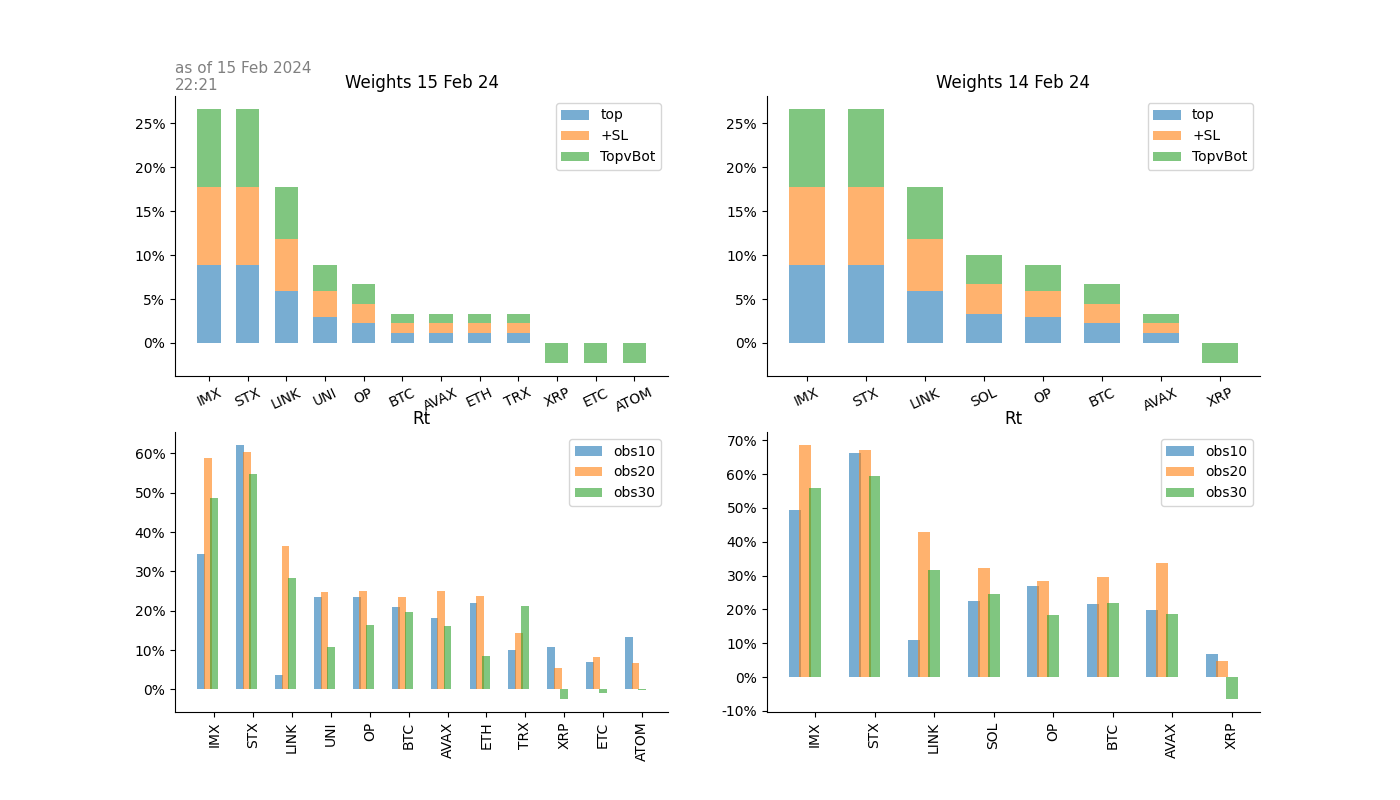 as of 15 Feb 2024
22:21
Weights 15 Feb 24
25%
20%
15%
10%
5%
0%
top
+SL
TopvBot
IMX STX LINK UNI OP BTC AVAX ETH TRX XRP ETC ATOM
Weights 14 Feb 24
25%
20%
15%
10%
5%
0%
top
+SL
TopvBot
IMX STX LINK SOL OP BTC AVAX XRP
Rt
60%
50%
40%
30%
20%
10%
0%
obs10
obs20
obs30
IMX STX LINK UNI OP BTC AVAX ETH TRX XRP ETC ATOM
Rt
70%
60%
50%
40%
30%
20%
10%
0%
-10%
obs10
obs20
obs30
IMX STX LINK SOL OP BTC AVAX XRP